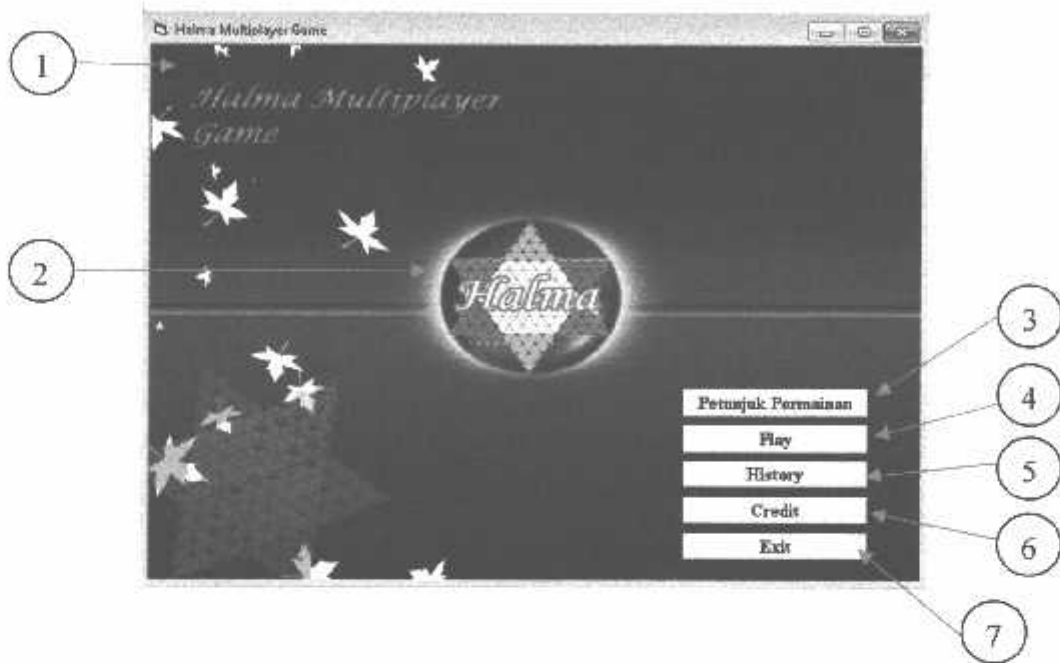 Halma Multiplayer Game
1
Halma Multiplayer
Game
2
Halma
3
Petunjuk Permainan
4
Play
5
History
Credit
6
Exit
7